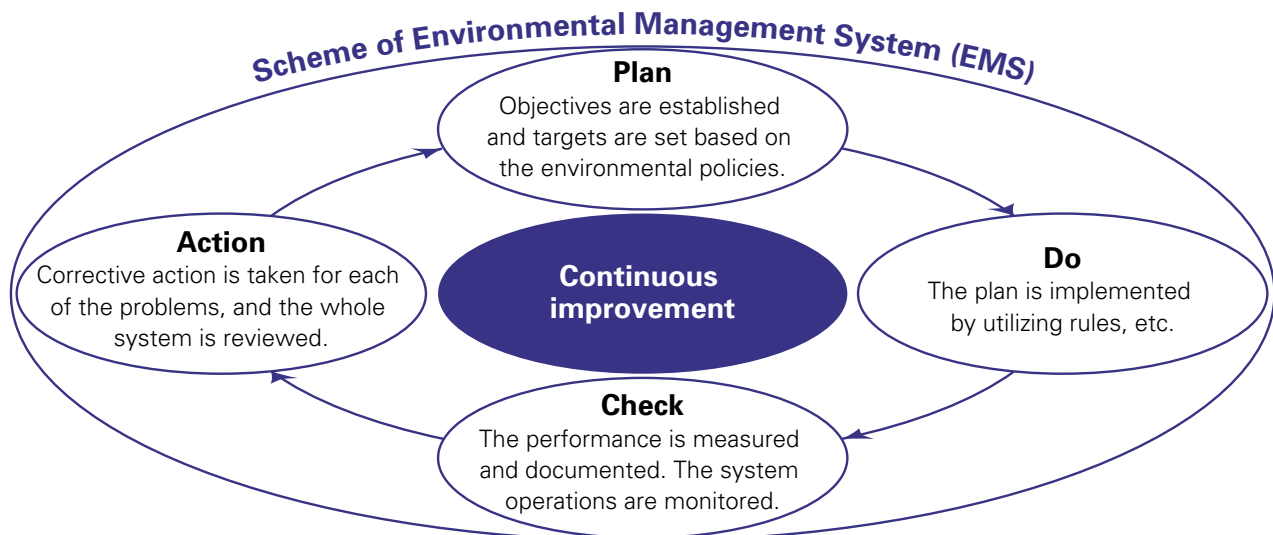 Scheme of Environmental Management System (EMS)
Plan
Objectives are established
and targets are set based on
the environmental policies.
Action
Corrective action is taken for each
of the problems, and the whole
system is reviewed.
Continuous
improvement
Do
The plan is implemented
by utilizing rules, etc.
Check
The performance is measured
and documented. The system
operations are monitored.